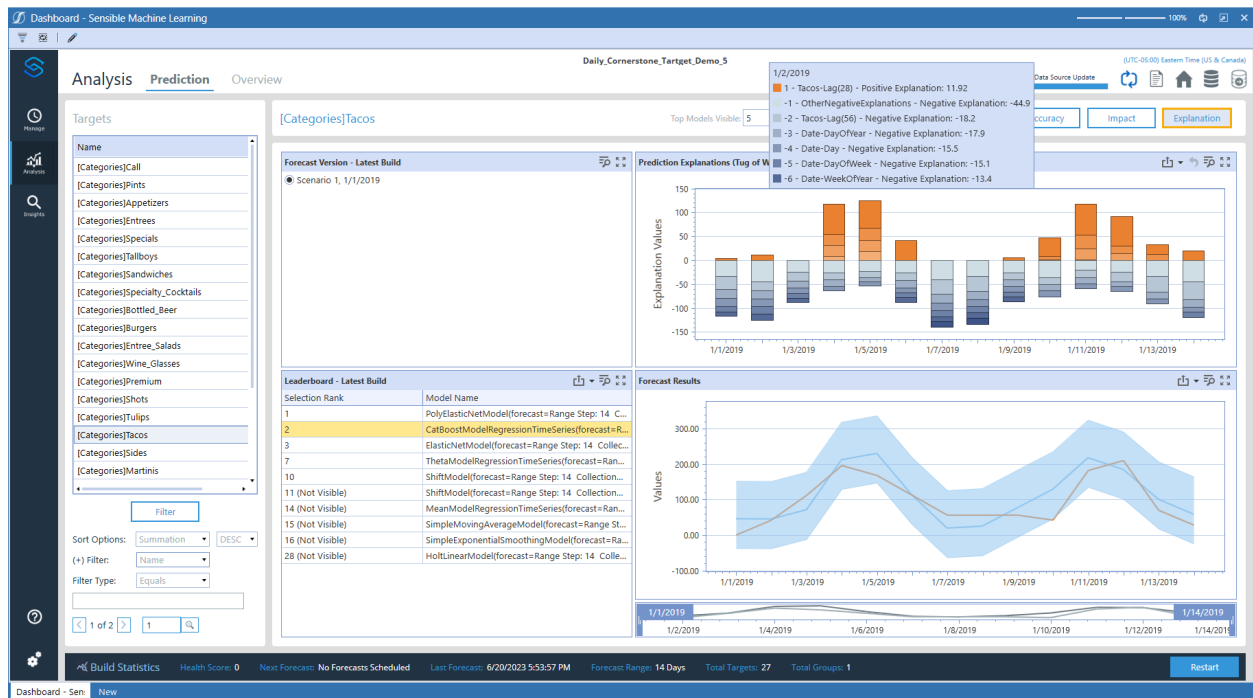 Dashboard - Sensible Machine Learning
100%
Daily_Cornerstone_Tartget_Demo_5
(UTC-05:00) Eastern Time (US & Canada)
Analysis Prediction Overview
Data Source Update
Manage
Analysis
Insights
Targets
Name
[Categories]Call
[Categories]Pints
[Categories]Appetizers
[Categories]Entrees
[Categories]Specials
[Categories]Tallboys
[Categories]Sandwiches
[Categories]Specialty_Cocktails
[Categories]Bottled_Beer
[Categories]Burgers
[Categories]Entree_Salads
[Categories]Wine_Glasses
[Categories]Premium
[Categories]Shots
[Categories]Tulips
[Categories]Tacos
[Categories]Sides
[Categories]Martinis
Filter
Sort Options: Summation DESC
(+) Filter: Name
Filter Type: Equals
1 of 2 1
[Categories]Tacos
Top Models Visible: 5
ccuracy Impact Explanation
1/2/2019
1 - Tacos-Lag(28) - Positive Explanation: 11.92
-1 - OtherNegativeExplanations - Negative Explanation: -44.9
-2 - Tacos-Lag(56) - Negative Explanation: -18.2
-3 - Date-DayOfYear - Negative Explanation: -17.9
-4 - Date-Day - Negative Explanation: -15.5
-5 - Date-DayOfWeek - Negative Explanation: -15.1
-6 - Date-WeekOfYear - Negative Explanation: -13.4
Forecast Version - Latest Build
Scenario 1, 1/1/2019
Prediction Explanations (Tug of W
Explanation Values
150
100
50
0
-50
-100
-150
1/1/2019 1/3/2019 1/5/2019 1/7/2019 1/9/2019 1/11/2019 1/13/2019
Leaderboard - Latest Build
Selection Rank Model Name
1 PolyElasticNetModel(forecast=Range Step: 14 C...
2 CatBoostModelRegressionTimeSeries(forecast=R...
3 ElasticNetModel(forecast=Range Step: 14 Collec...
7 ThetaModelRegressionTimeSeries(forecast=Ran...
10 ShiftModel(forecast=Range Step: 14 Collection...
11 (Not Visible) ShiftModel(forecast=Range Step: 14 Collection...
14 (Not Visible) MeanModelRegressionTimeSeries(forecast=Ran...
15 (Not Visible) SimpleMovingAverageModel(forecast=Range St...
16 (Not Visible) SimpleExponentialSmoothingModel(forecast=Ran...
28 (Not Visible) HoltLinearModel(forecast=Range Step: 14 Colle...
Forecast Results
Values
300.00
200.00
100.00
0.00
-100.00
1/1/2019 1/3/2019 1/5/2019 1/7/2019 1/9/2019 1/11/2019 1/13/2019
1/1/2019 1/14/2019
1/2/2019 1/4/2019 1/6/2019 1/8/2019 1/10/2019 1/12/2019 1/14/2019
Build Statistics Health Score: 0 Next Forecast: No Forecasts Scheduled Last Forecast: 6/20/2023 5:53:57 PM Forecast Range: 14 Days Total Targets: 27 Total Groups: 1 Restart
Dashboard - Sen: New